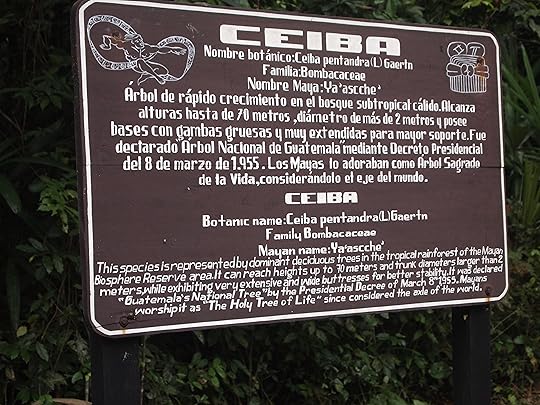 CEIBA
Nombre botánico:Ceiba pentandra(L)Gaertn
Familia:Bombacaceae
Nombre Maya:Ya'ascche'
Árbol de rápido crecimiento en el bosque subtropical cálido.Alcanza
alturas hasta de 70 metros ,diámetro de más de 2 metros y posee
bases con gambas gruesas y muy extendidas para mayor soporte.Fue
declarado "Árbol Nacional de Guatemala"mediante Decreto Presidencial
del 8 de marzo de 1,955 . Los Mayas lo adoraban como Árbol Sagrado
de la Vida,considerándolo el eje del mundo.
CEIBA
Botanic name:Ceiba pentandra(L)Gaertn
Family,Bombacaceae
Mayan name:Ya'ascche'
This species is represented by dominant deciduous trees in the tropical rainforest of the Mayan
Biosphere Reserve area.It can reach heights up to 70 meters and trunk diameters larger than 2
meters,while exhibiting very extensive and wide buttresses for better stability.It was declared
"Guatemala's National Tree"by the Presidential Decree of March 8th 1955.Mayans
worship it as "The Holy Tree of Life" since considered the axle of the world.